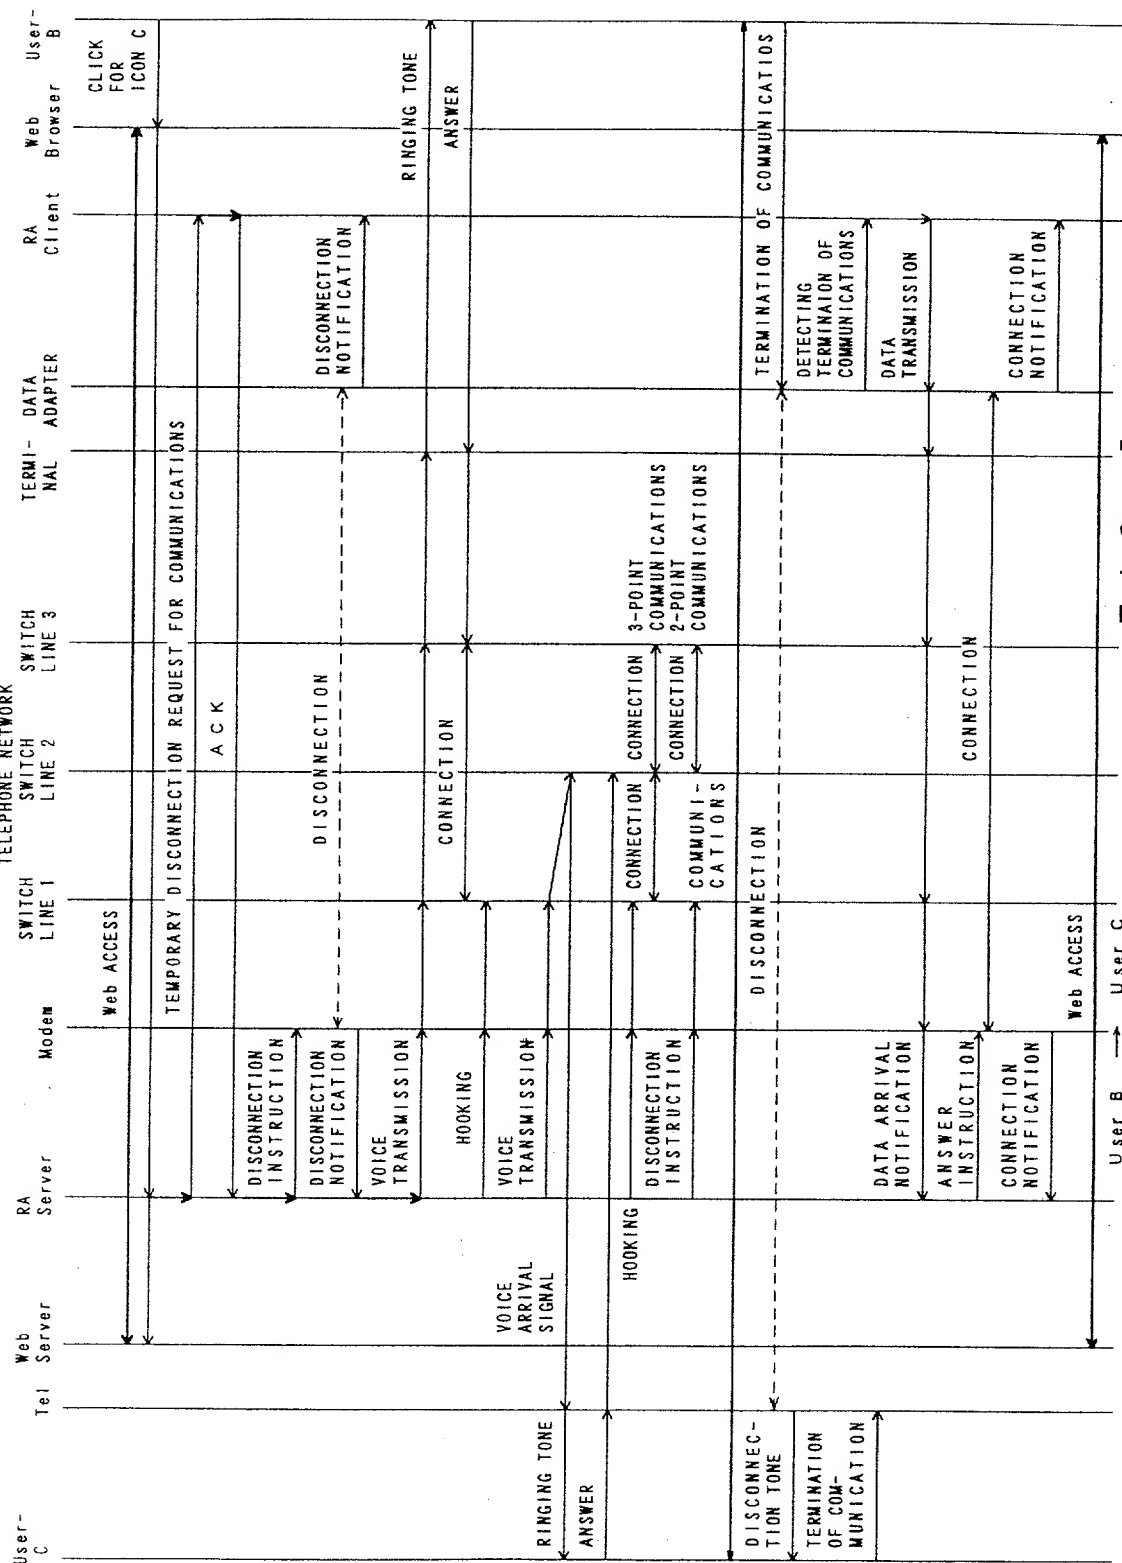 User-
C
Tel
Web
Server
RA
Server
Modem
TELEPHONE NETWORK
SWITCH
LINE 1
SWITCH
LINE 2
SWITCH
LINE 3
TERMI-
NAL
DATA
ADAPTER
RA
Client
Web
Browser
User-
B
Web ACCESS
CLICK
FOR
ICON C
TEMPORARY DISCONNECTION REQUEST FOR COMMUNICATIONS
ACK
DISCONNECTION
INSTRUCTION
DISCONNECTION
DISCONNECTION
NOTIFICATION
DISCONNECTION
NOTIFICATION
VOICE
TRANSMISSION
RINGING TONE
CONNECTION
ANSWER
HOOKING
VOICE
TRANSMISSION
VOICE
ARRIVAL
SIGNAL
RINGING TONE
ANSWER
HOOKING
CONNECTION
CONNECTION
3-POINT
COMMUNICATIONS
DISCONNECTION
INSTRUCTION
COMMUNI-
CATIONS
CONNECTION
2-POINT
COMMUNICATIONS
DISCONNECTION
TERMINATION OF COMMUNICATIOS
DISCONNEC-
TION TONE
DETECTING
TERMINAION OF
COMMUNICATIONS
TERMINATION
OF COM-
MUNICATION
DATA ARRIVAL
NOTIFICATION
DATA
TRANSMISSION
ANSWER
INSTRUCTION
CONNECTION
CONNECTION
NOTIFICATION
CONNECTION
NOTIFICATION
Web ACCESS
User B → User C